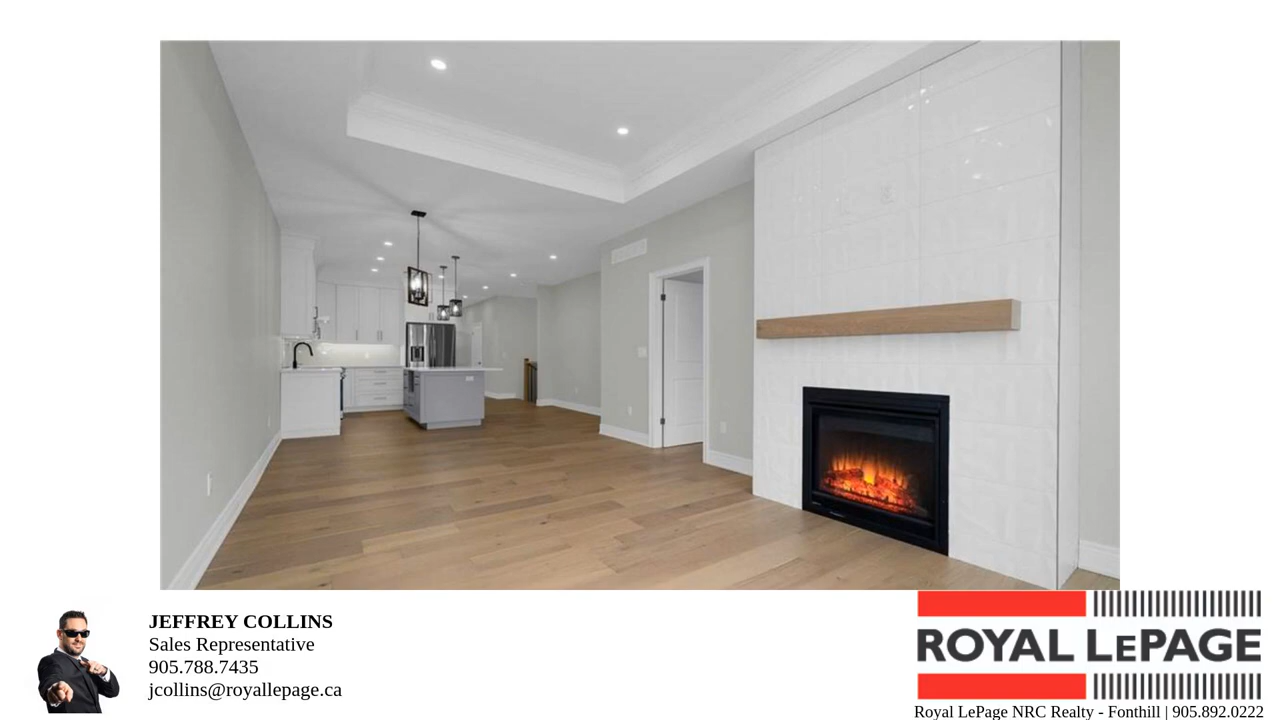 JEFFREY COLLINS
Sales Representative
905.788.7435
jcollins@royallepage.ca
ROYAL LEPAGE
Royal LePage NRC Realty - Fonthill | 905.892.0222